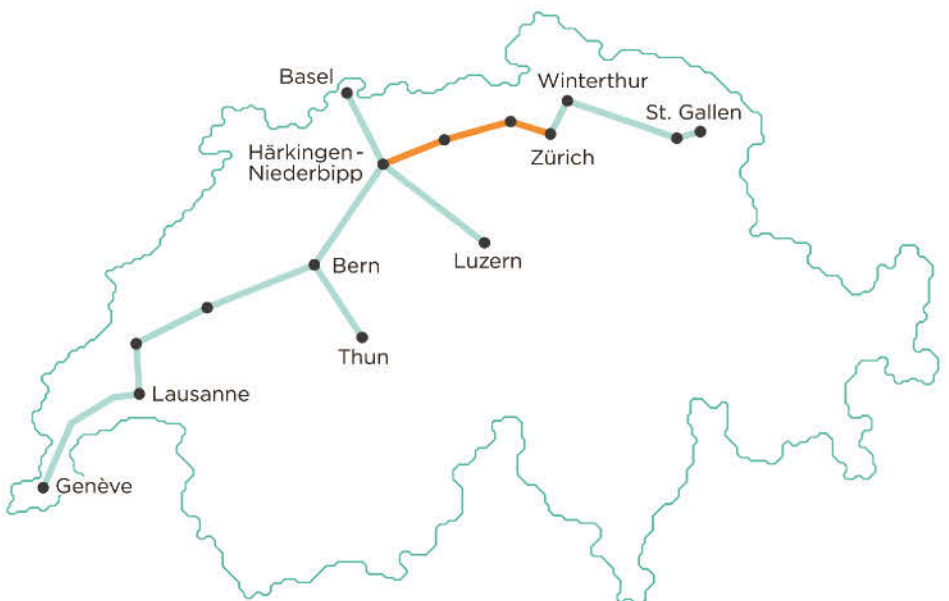 Basel
Winterthur
St. Gallen
Härkingen-
Niederbipp
Zürich
Bern
Luzern
Thun
Lausanne
Genève